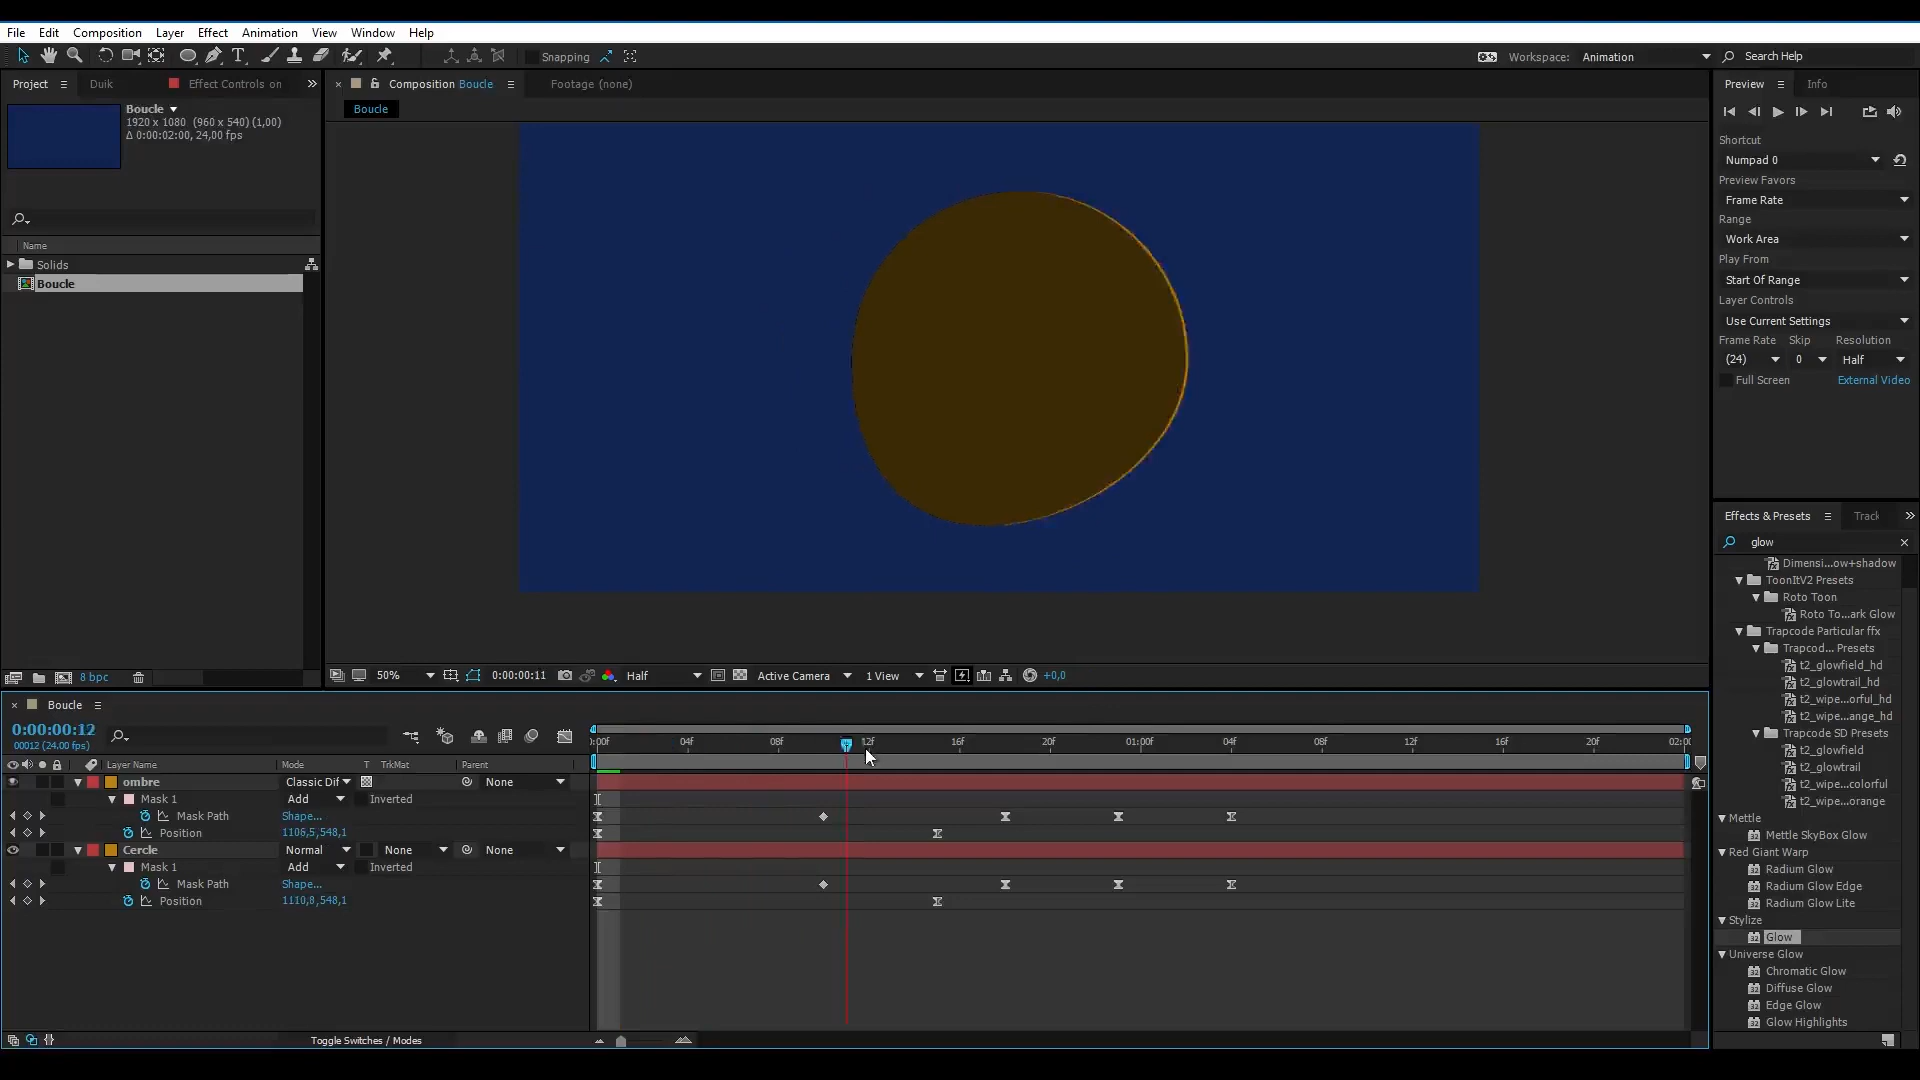 File Edit Composition Layer Effect Animation View Window Help
Snapping Workspace: Animation Search Help
Project Duik Effect Controls on Composition Boucle Footage (none) Preview Info
Boucle
1920 x 1080 (960 x 540) (1,00)
Δ 0:00:02:00, 24,00 fps
Boucle
Name
Solids
Boucle
8 bpc
50% 0:00:00:11 Half Active Camera 1 View +0,0
Shortcut
Numpad 0
Preview Favors
Frame Rate
Range
Work Area
Play From
Start Of Range
Layer Controls
Use Current Settings
Frame Rate Skip Resolution
(24) 0 Half
Full Screen External Video
Effects & Presets Track
glow
Dimensi...ow+shadow
ToonItV2 Presets
Roto Toon
Roto To...ark Glow
Trapcode Particular ffx
Trapcod... Presets
t2_glowfield_hd
t2_glowtrail_hd
t2_wipe...orful_hd
t2_wipe...ange_hd
Trapcode SD Presets
t2_glowfield
t2_glowtrail
t2_wipe...colorful
t2_wipe...orange
Mettle
Mettle SkyBox Glow
Red Giant Warp
Radium Glow
Radium Glow Edge
Radium Glow Lite
Stylize
Glow
Universe Glow
Chromatic Glow
Diffuse Glow
Edge Glow
Glow Highlights
Boucle
0:00:00:12
00012 (24.00 fps)
:00f 04f 08f 12f 16f 20f 01:00f 04f 08f 12f 16f 20f 02:00
Layer Name Mode T TrkMat Parent
ombre Classic Dif None
Mask 1 Add Inverted
Mask Path Shape...
Position 1106,5,548,1
Cercle Normal None None
Mask 1 Add Inverted
Mask Path Shape...
Position 1110,8,548,1
Toggle Switches / Modes